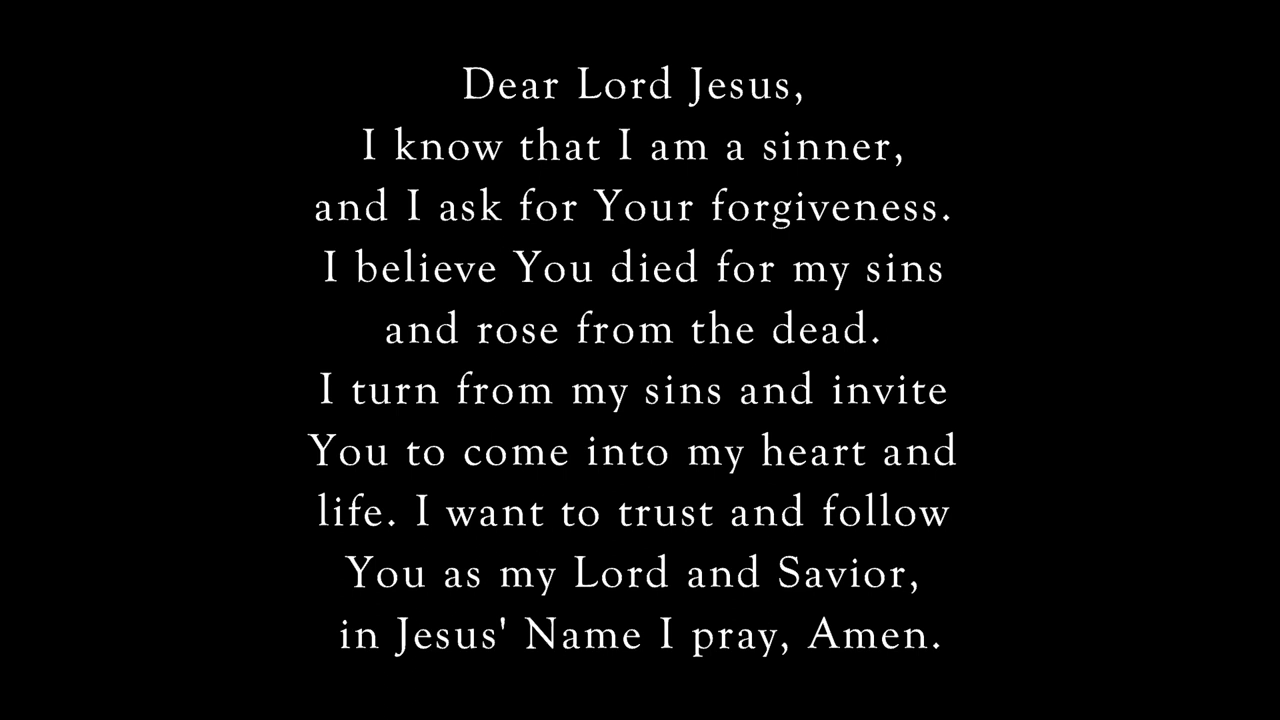 Dear Lord Jesus,
I know that I am a sinner,
and I ask for Your forgiveness.
I believe You died for my sins
and rose from the dead.
I turn from my sins and invite
You to come into my heart and
life. I want to trust and follow
You as my Lord and Savior,
in Jesus' Name I pray, Amen.